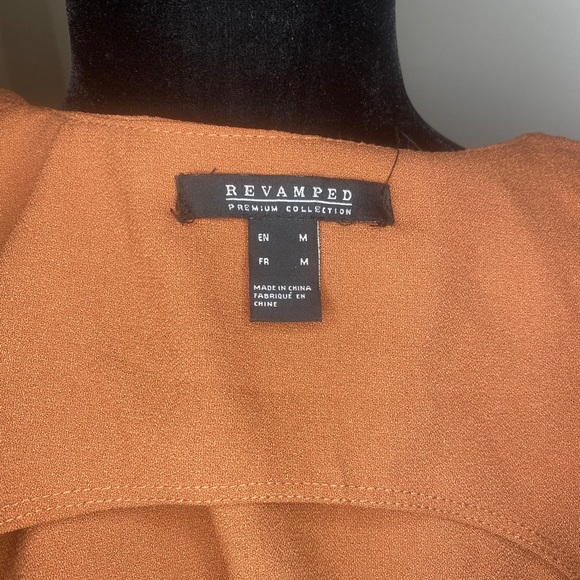 REVAMPED
PREMIUM COLLECTION
EN M
FR M
MADE IN CHINA
FABRIQUÉ EN
CHINE